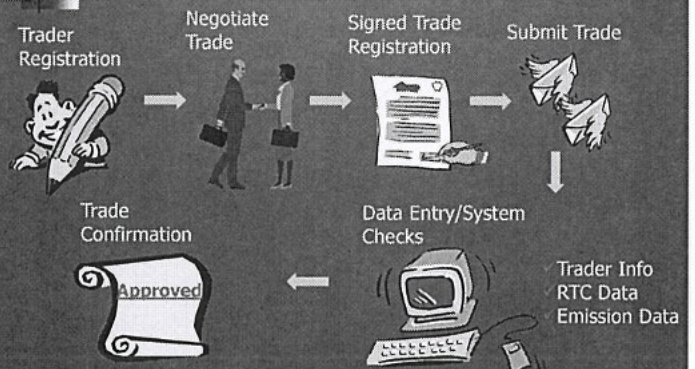 Trader
Registration
Negotiate
Trade
Signed Trade
Registration
Submit Trade
Data Entry/System
Checks
Trader Info
RTC Data
Emission Data
Trade
Confirmation
Approved